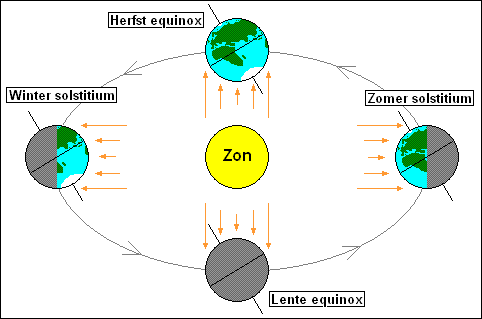 Herfst equinox
Winter solstitium
Zomer solstitium
Zon
Lente equinox